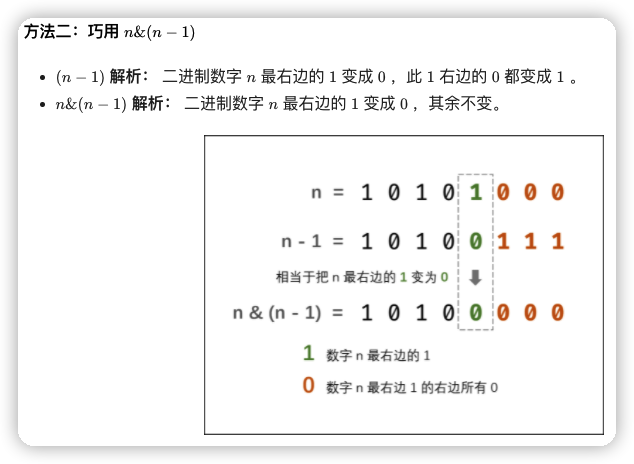 方法二：巧用 n&(n − 1)
• (n − 1) 解析： 二进制数字 n 最右边的 1 变成 0 ，此 1 右边的 0 都变成 1 。
• n&(n − 1) 解析： 二进制数字 n 最右边的 1 变成 0 ，其余不变。
n = 1 0 1 0 1 0 0 0
n - 1 = 1 0 1 0 0 1 1 1
相当于把 n 最右边的 1 变为 0
n & (n - 1) = 1 0 1 0 0 0 0 0
1 数字 n 最右边的 1
0 数字 n 最右边 1 的右边所有 0